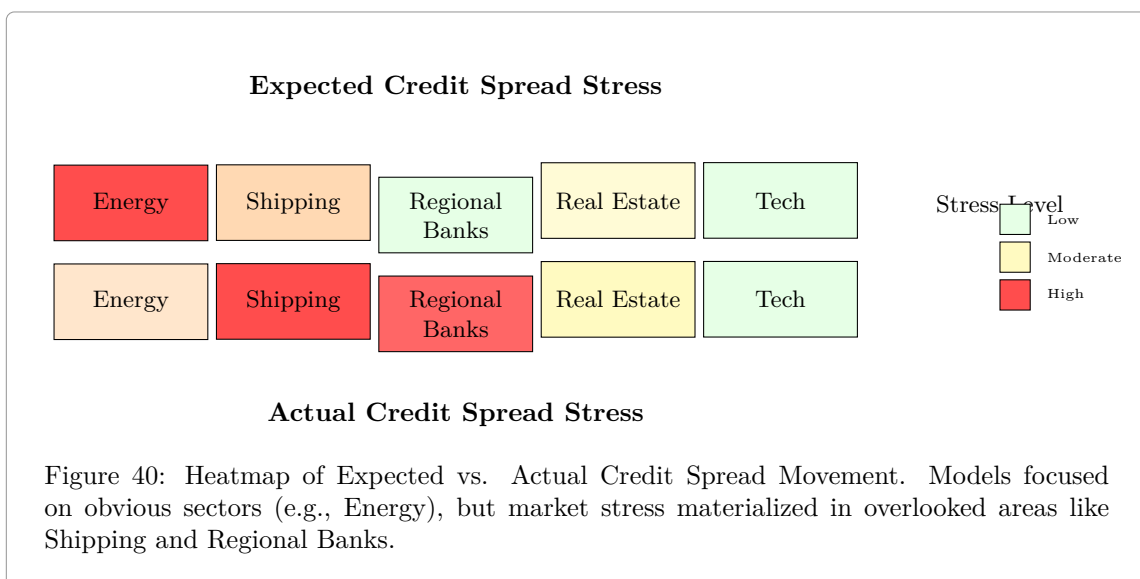 Expected Credit Spread Stress
Energy
Shipping
Regional
Banks
Real Estate
Tech
Energy
Shipping
Regional
Banks
Real Estate
Tech
Stress Level
Low
Moderate
High
Actual Credit Spread Stress
Figure 40: Heatmap of Expected vs. Actual Credit Spread Movement. Models focused
on obvious sectors (e.g., Energy), but market stress materialized in overlooked areas like
Shipping and Regional Banks.